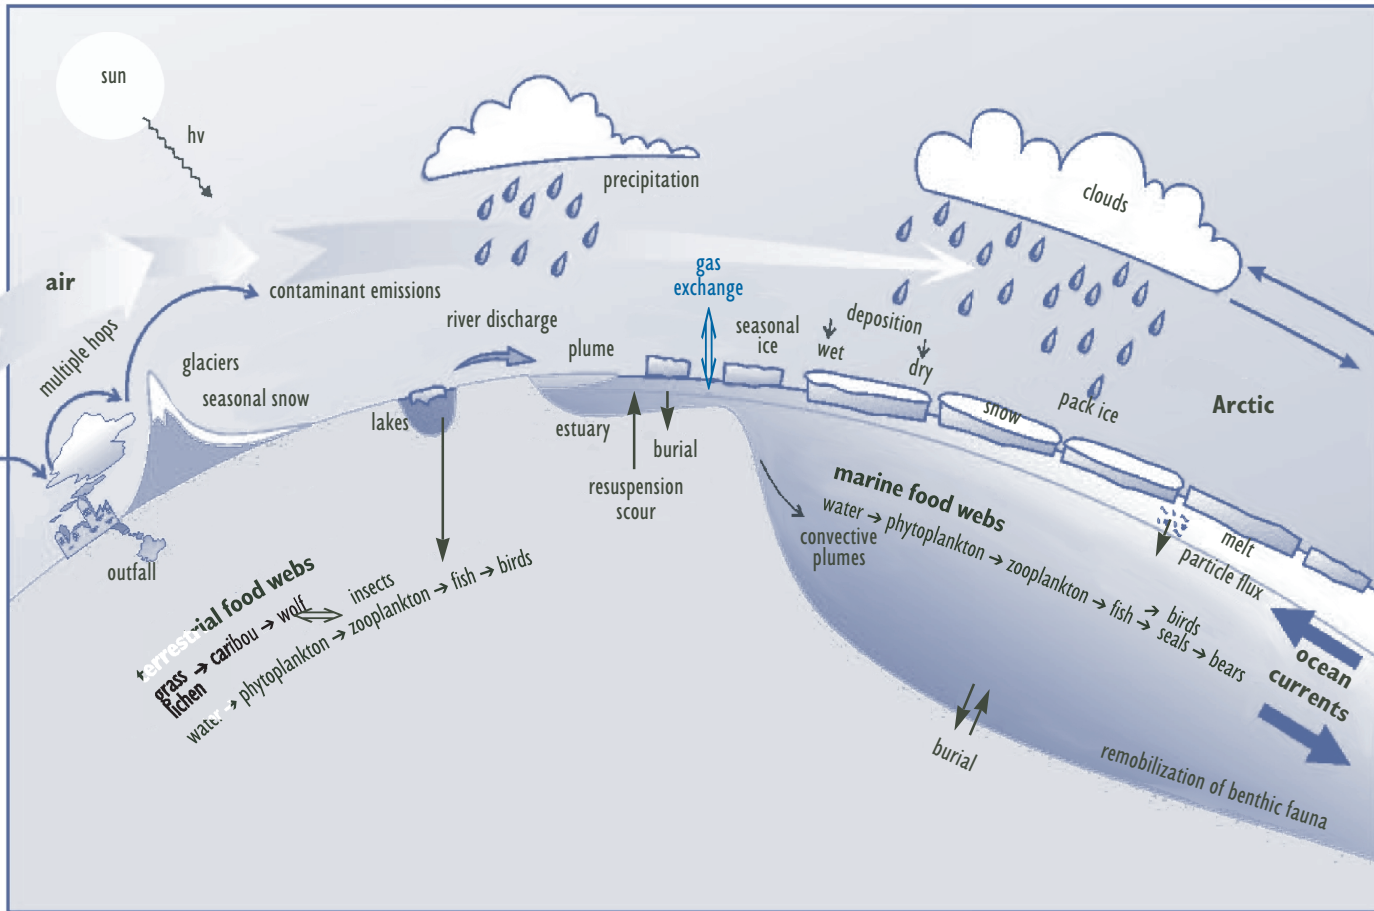 sun
hv
precipitation
clouds
air
contaminant emissions
multiple hops
gas
exchange
river discharge
plume
seasonal
ice
deposition
wet
dry
glaciers
seasonal snow
lakes
estuary
burial
resuspension
scour
snow
pack ice
Arctic
outfall
marine food webs
water → phytoplankton → zooplankton → fish → seals → bears
→ birds
convective
plumes
melt
particle flux
ocean
currents
terrestrial food webs
grass → caribou → wolf
lichen
insects
water → phytoplankton → zooplankton → fish → birds
burial
remobilization of benthic fauna